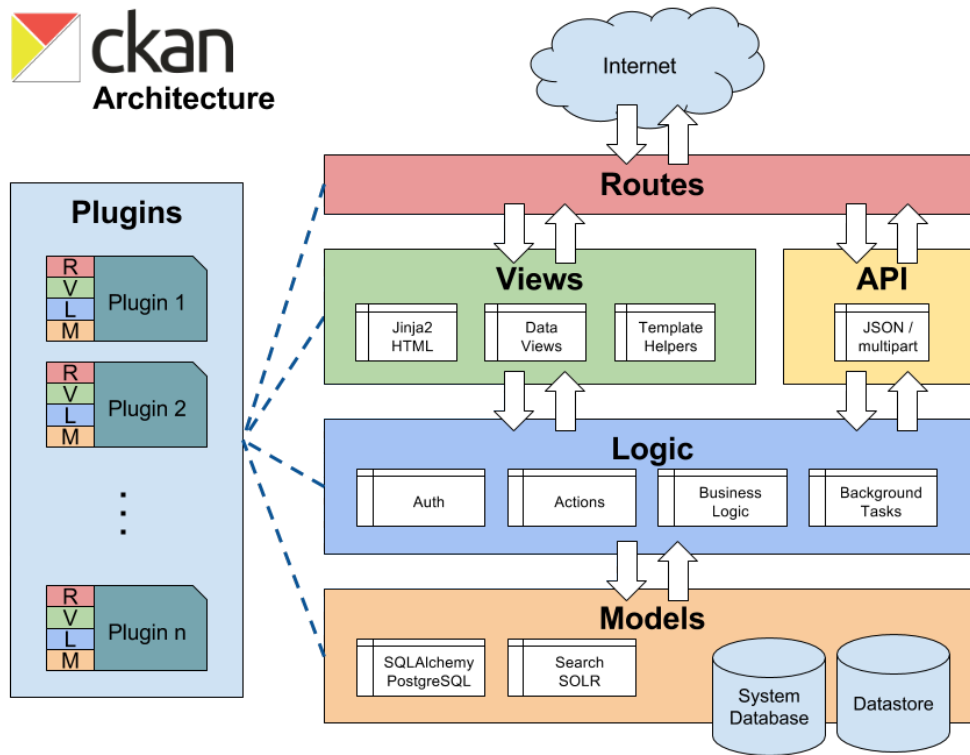 ckan
Architecture
Internet
Routes
Plugins
R
V
L
M
Plugin 1
R
V
L
M
Plugin 2
R
V
L
M
Plugin n
Views
Jinja2
HTML
Data
Views
Template
Helpers
API
JSON /
multipart
Logic
Auth
Actions
Business
Logic
Background
Tasks
Models
SQLAlchemy
PostgreSQL
Search
SOLR
System
Database
Datastore